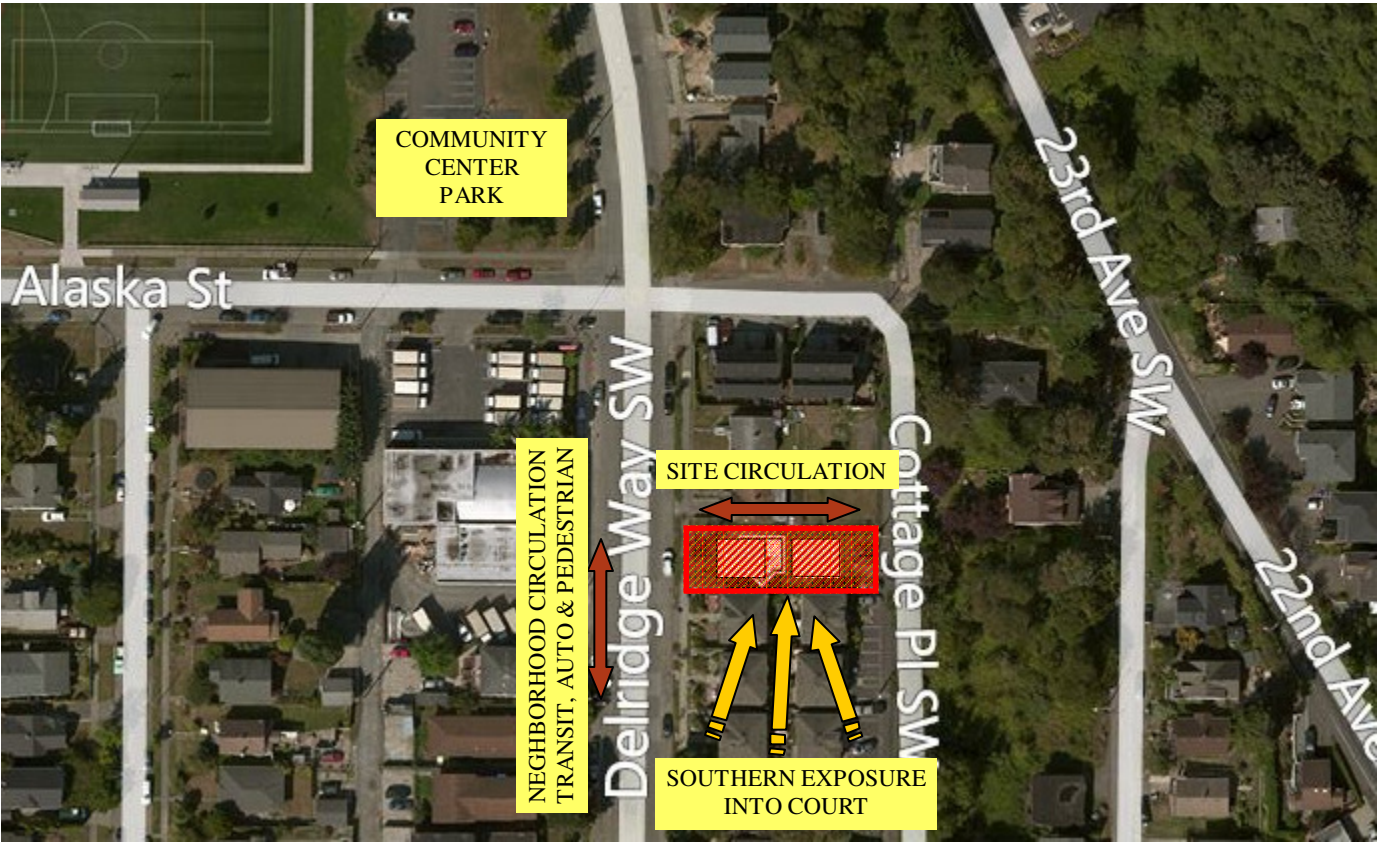 COMMUNITY
CENTER
PARK
23rd Ave SW
Alaska St
Delridge Way SW
Cottage Pl SW
NEGHBORHOOD CIRCULATION
TRANSIT, AUTO & PEDESTRIAN
SITE CIRCULATION
22nd Ave
SOUTHERN EXPOSURE
INTO COURT